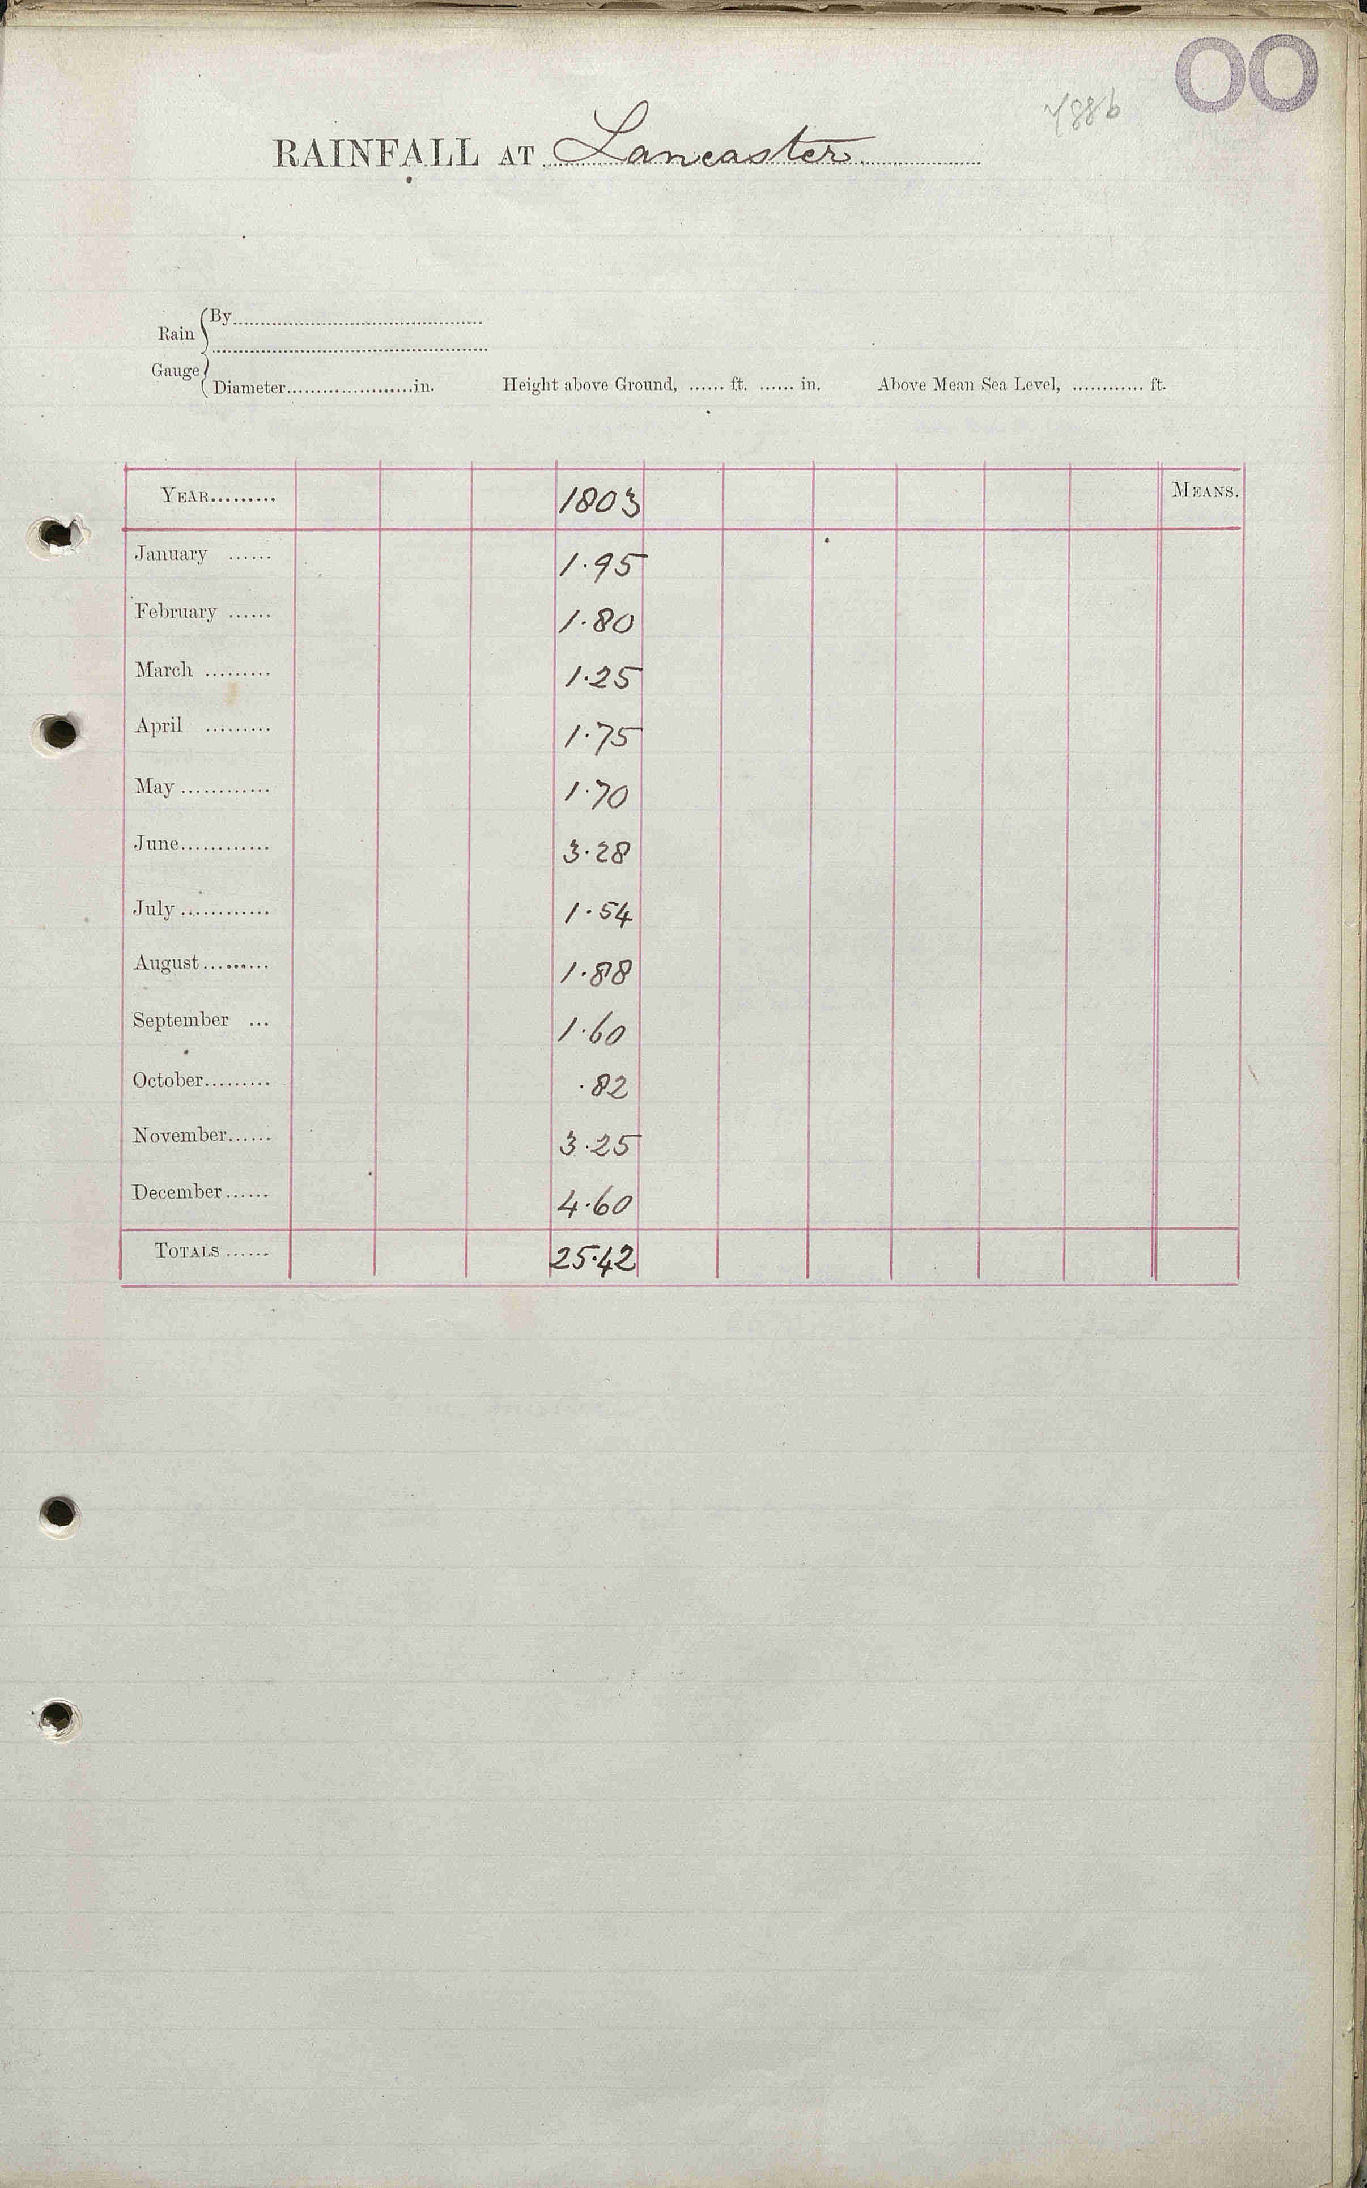 OO
RAINFALL AT Lancaster
Rain Gauge
By
Diameter in. Height above Ground, ft. in. Above Mean Sea Level, ft.
YEAR 1803 MEANS.
January 1.95
February 1.80
March 1.25
April 1.75
May 1.70
June 3.28
July 1.54
August 1.88
September 1.60
October .82
November 3.25
December 4.60
TOTALS 25.42